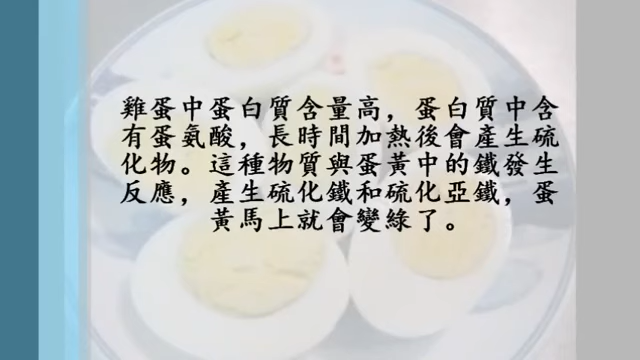 雞蛋中蛋白質含量高，蛋白質中含
有蛋氨酸，長時間加熱後會產生硫
化物。這種物質與蛋黃中的鐵發生
反應，產生硫化鐵和硫化亞鐵，蛋
黃馬上就會變綠了。